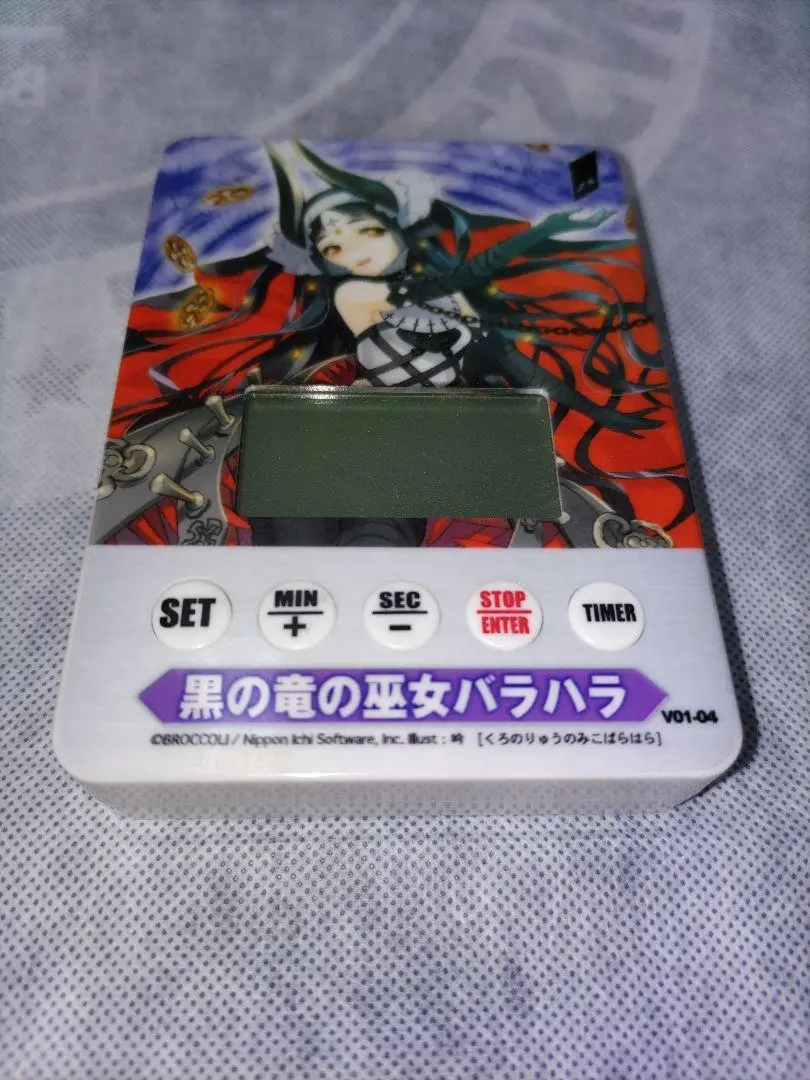 SET
MIN
+
SEC
−
STOP
ENTER
TIMER
黒の竜の巫女バラハラ
V01-04
©BROCCOLI / Nippon Ichi Software, Inc. Illust : 吟 [くろのりゅうのみこばらはら]